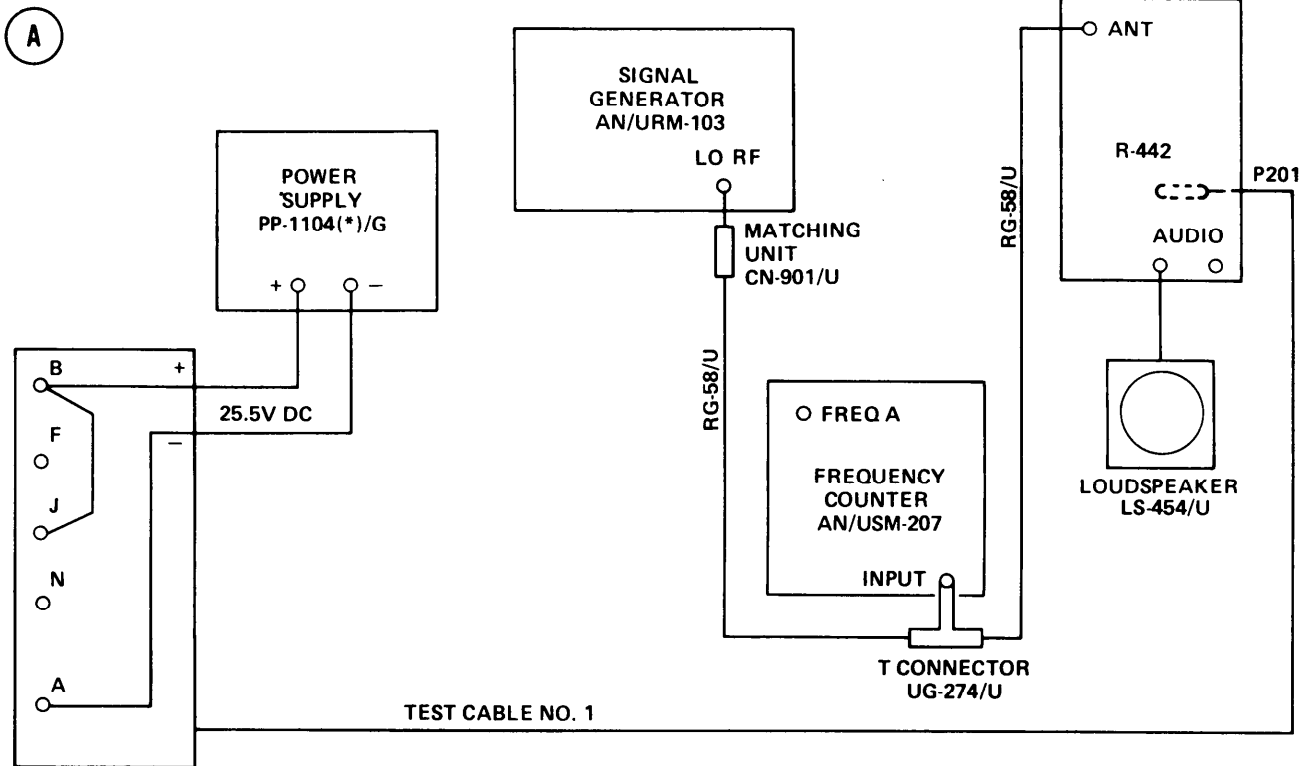 A
SIGNAL
GENERATOR
AN/URM-103
LO RF
MATCHING
UNIT
CN-901/U
RG-58/U
POWER
SUPPLY
PP-1104(*)/G
+
−
B
+
25.5V DC
−
F
J
N
A
TEST CABLE NO. 1
FREQ A
FREQUENCY
COUNTER
AN/USM-207
INPUT
T CONNECTOR
UG-274/U
RG-58/U
ANT
R-442
P201
AUDIO
LOUDSPEAKER
LS-454/U